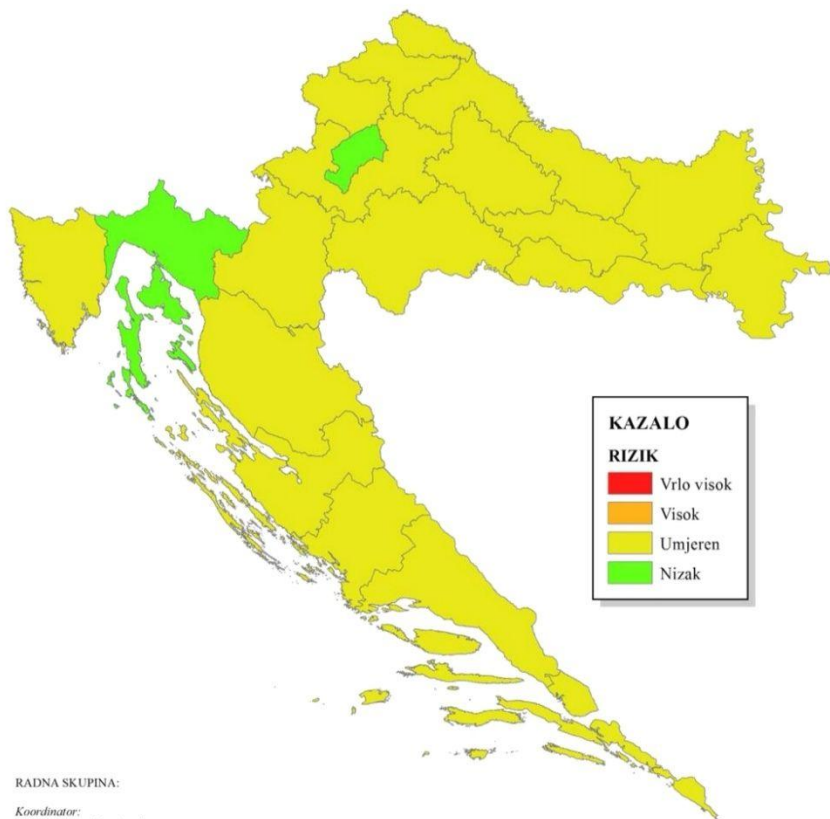 KAZALO
RIZIK
Vrlo visok
Visok
Umjeren
Nizak
RADNA SKUPINA:
Koordinator: